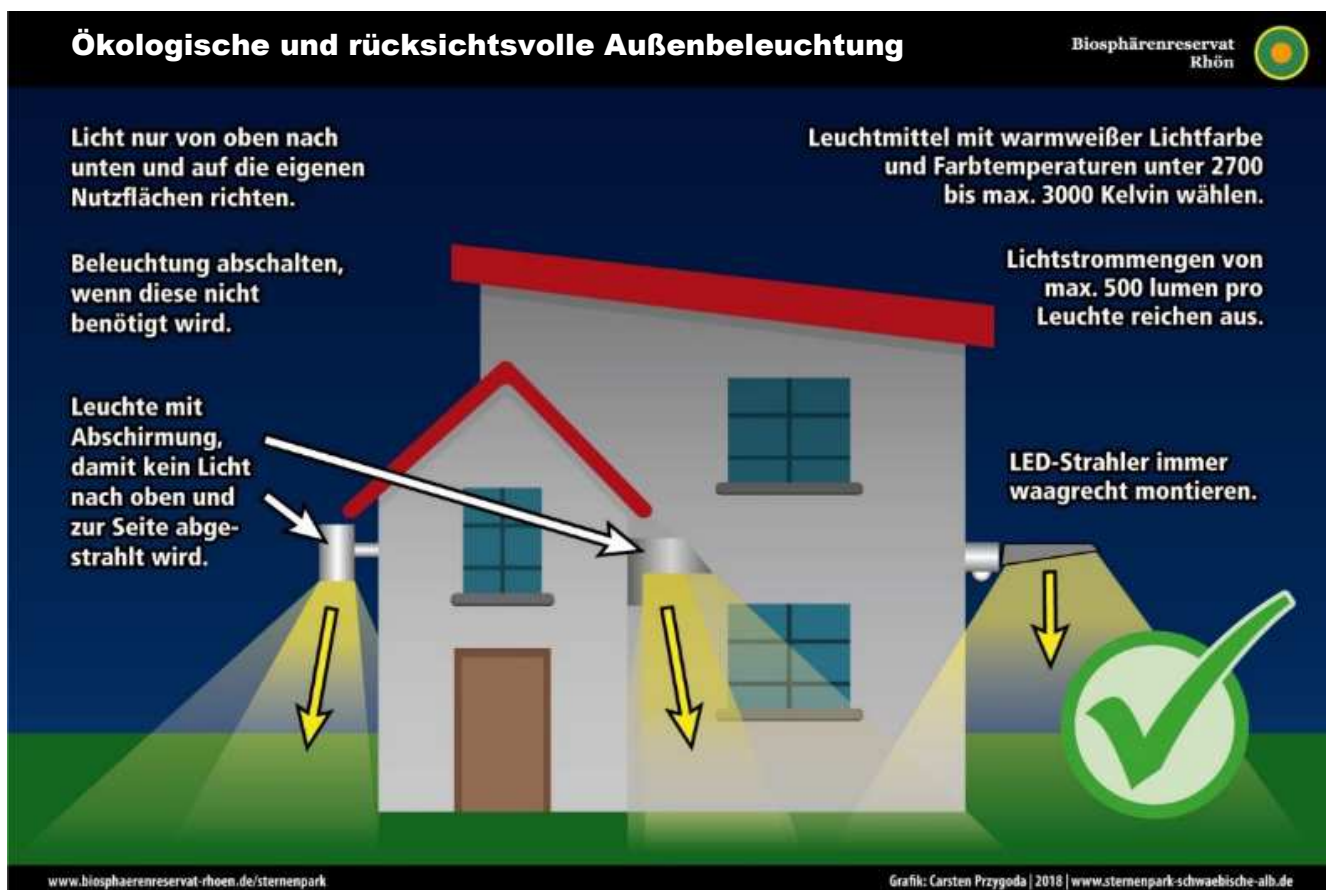 Ökologische und rücksichtsvolle Außenbeleuchtung
Biosphärenreservat
Rhön
Licht nur von oben nach
unten und auf die eigenen
Nutzflächen richten.
Leuchtmittel mit warmweißer Lichtfarbe
und Farbtemperaturen unter 2700
bis max. 3000 Kelvin wählen.
Beleuchtung abschalten,
wenn diese nicht
benötigt wird.
Lichtstrommengen von
max. 500 lumen pro
Leuchte reichen aus.
Leuchte mit
Abschirmung,
damit kein Licht
nach oben und
zur Seite abge-
strahlt wird.
LED-Strahler immer
waagrecht montieren.
www.biosphaerenreservat-rhoen.de/sternenpark
Grafik: Carsten Przygoda | 2018 | www.sternenpark-schwaebische-alb.de